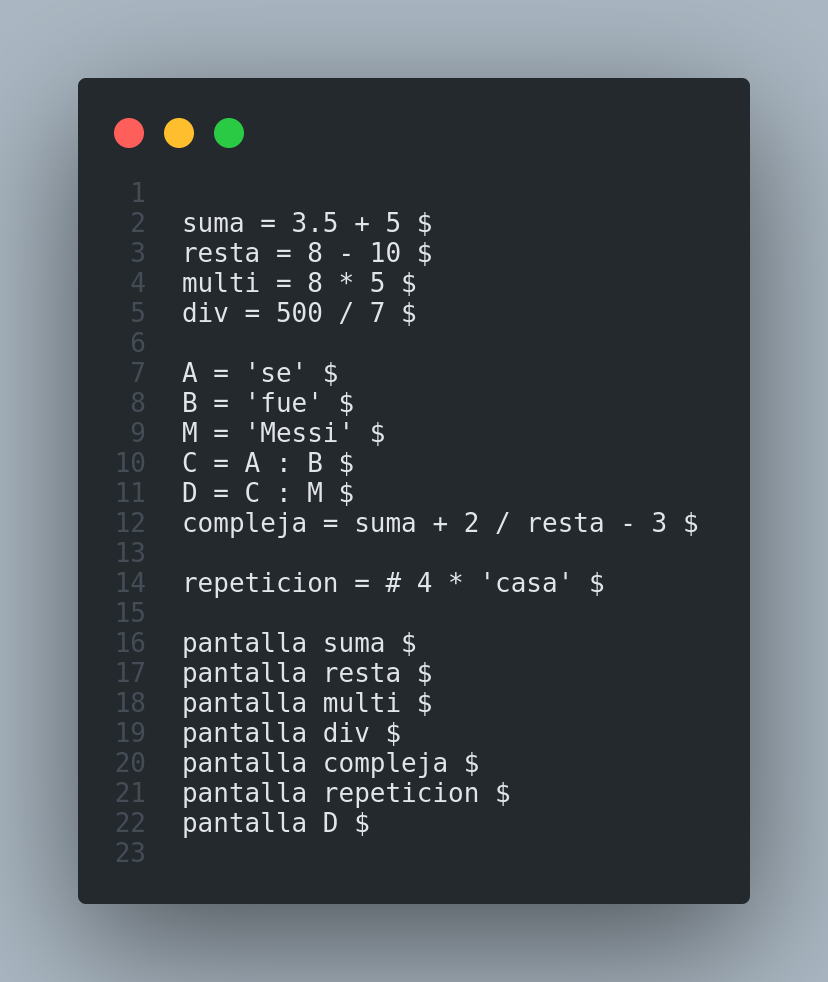 1
2 suma = 3.5 + 5 $
3 resta = 8 - 10 $
4 multi = 8 * 5 $
5 div = 500 / 7 $
6
7 A = 'se' $
8 B = 'fue' $
9 M = 'Messi' $
10 C = A : B $
11 D = C : M $
12 compleja = suma + 2 / resta - 3 $
13
14 repeticion = # 4 * 'casa' $
15
16 pantalla suma $
17 pantalla resta $
18 pantalla multi $
19 pantalla div $
20 pantalla compleja $
21 pantalla repeticion $
22 pantalla D $
23